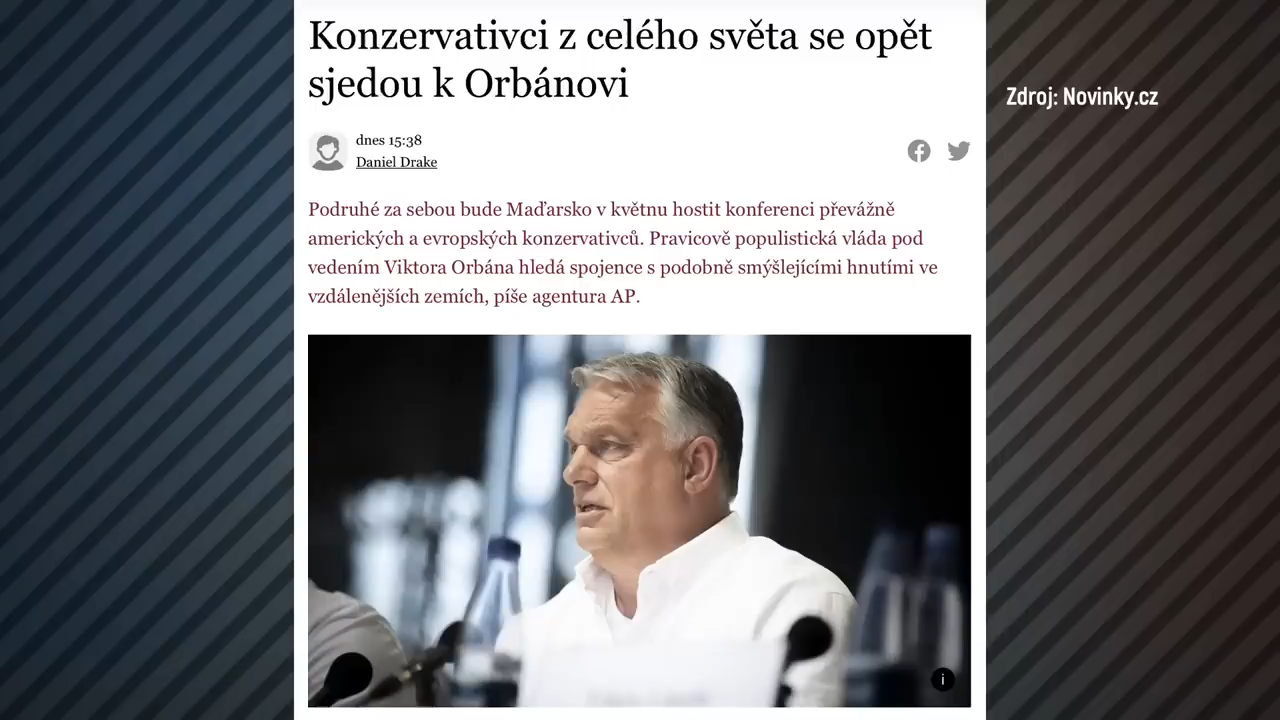 Konzervativci z celého světa se opět
sjedou k Orbánovi
Zdroj: Novinky.cz
dnes 15:38
Daniel Drake
Podruhé za sebou bude Maďarsko v květnu hostit konferenci převážně
amerických a evropských konzervativců. Pravicově populistická vláda pod
vedením Viktora Orbána hledá spojence s podobně smýšlejícími hnutími ve
vzdálenějších zemích, píše agentura AP.
i